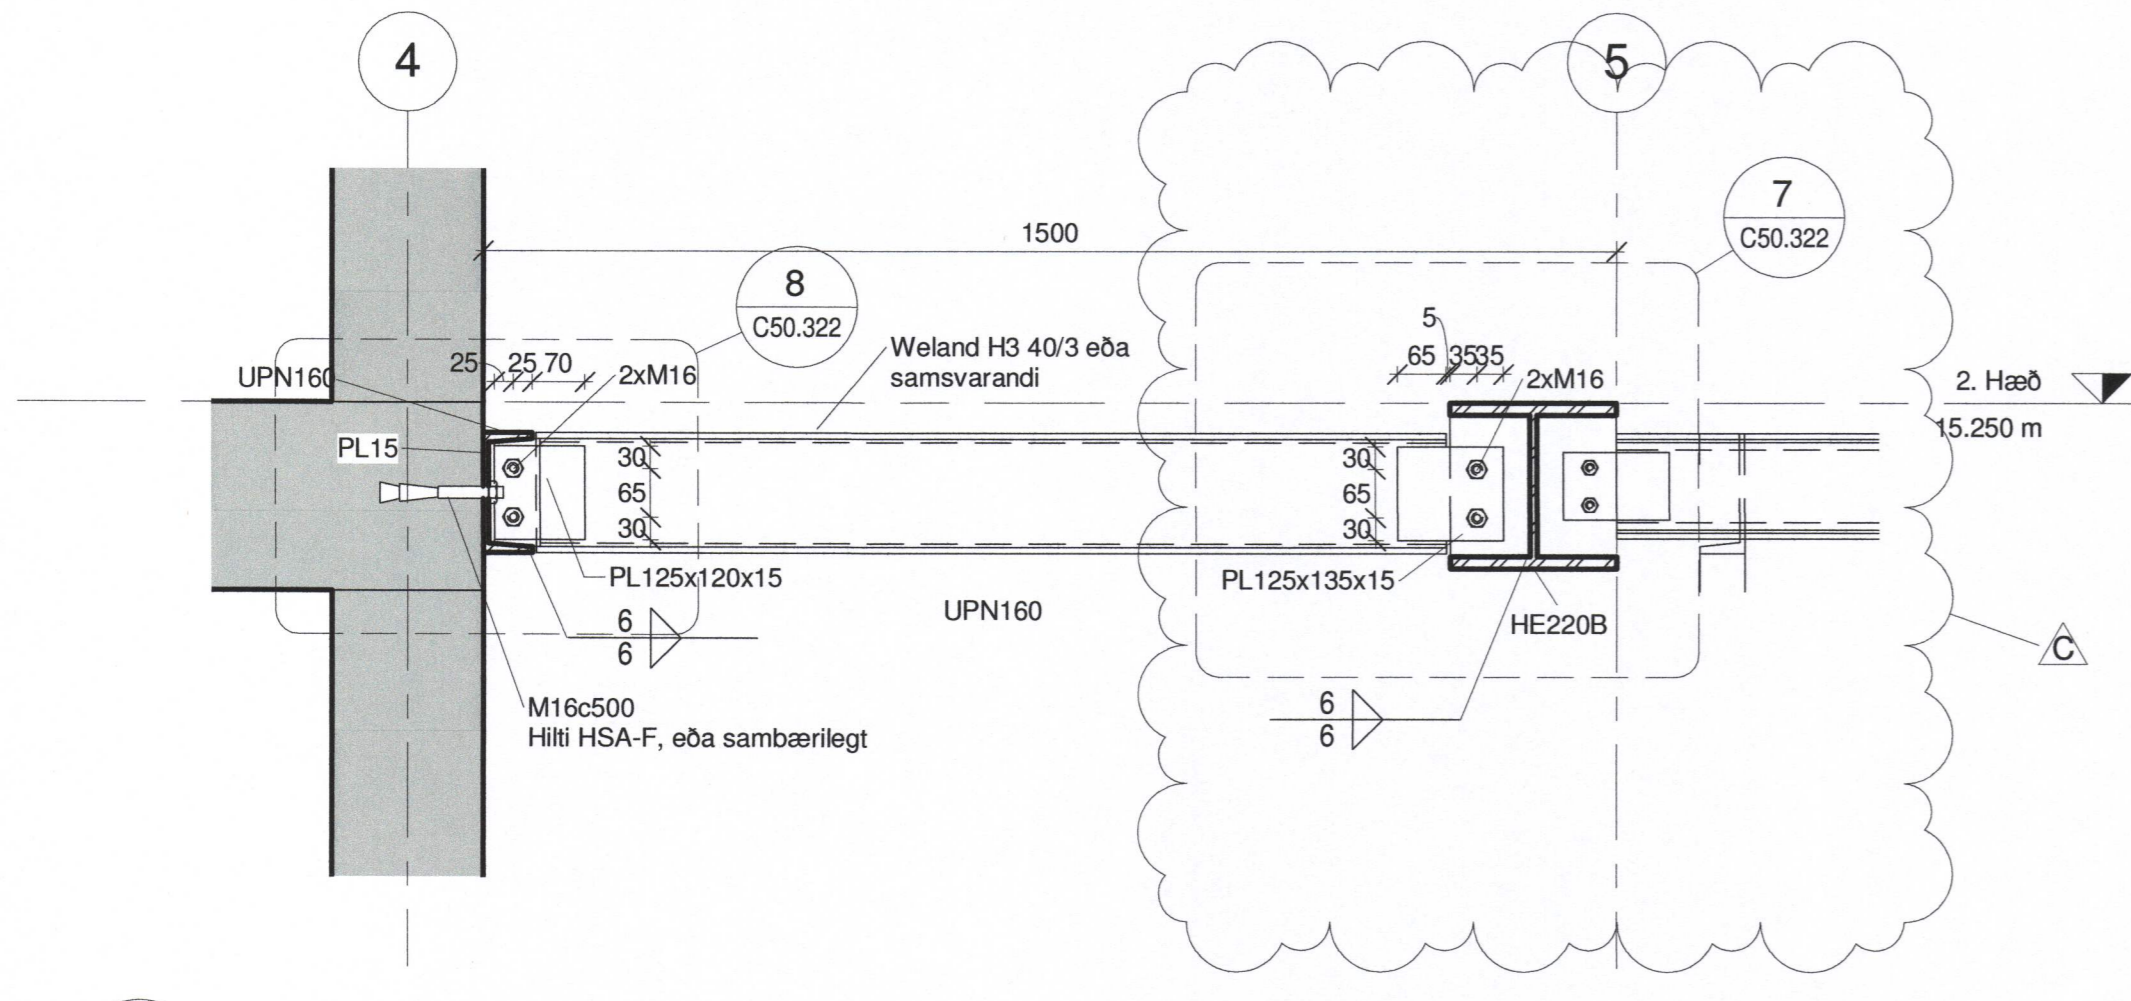 4
5
7
C50.322
1500
8
C50.322
Weland H3 40/3 eða
samsvarandi
5
25 25 70
65 35 35
UPN160
2xM16
2xM16
2. Hæð
15.250 m
PL15
30
65
30
30
65
30
PL125x120x15
PL125x135x15
UPN160
HE220B
6
6
C
6
6
M16c500
Hilti HSA-F, eða sambærilegt